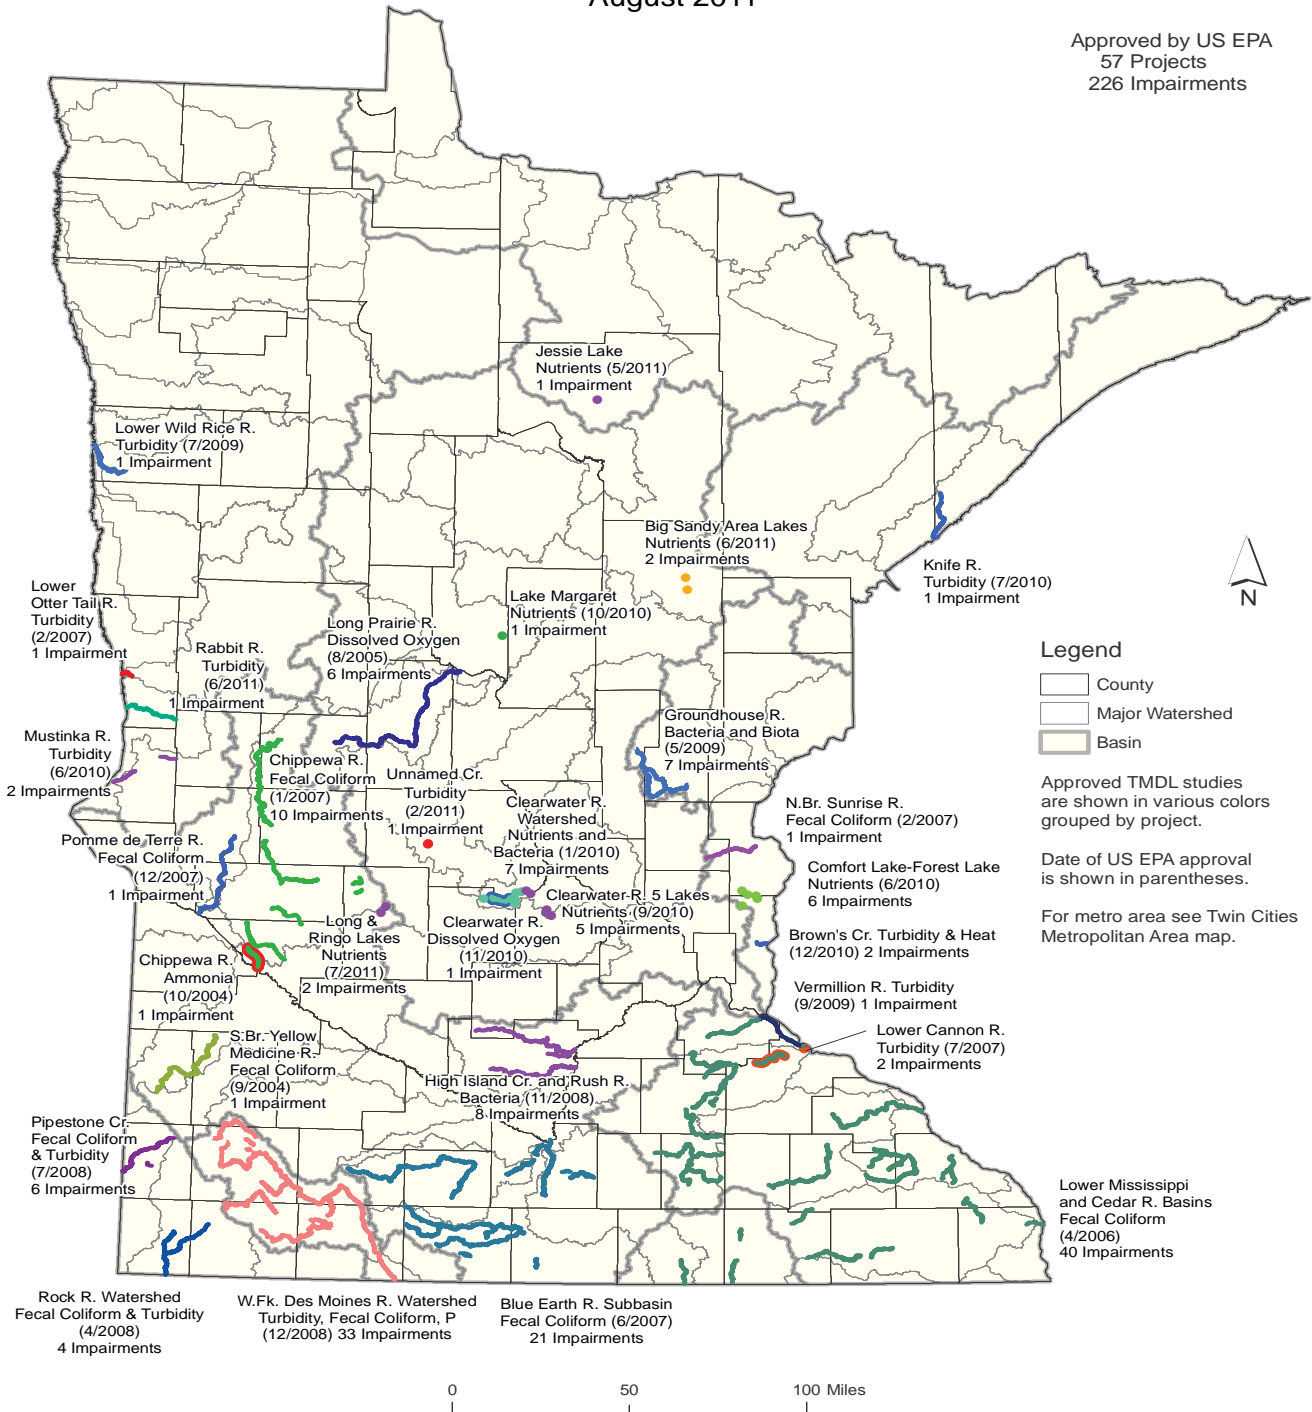 August 2011
Approved by US EPA
57 Projects
226 Impairments
Jessie Lake
Nutrients (5/2011)
1 Impairment
Lower Wild Rice R.
Turbidity (7/2009)
1 Impairment
Big Sandy Area Lakes
Nutrients (6/2011)
2 Impairments
Knife R.
Turbidity (7/2010)
1 Impairment
N
Lower
Otter Tail R.
Turbidity
(2/2007)
1 Impairment
Rabbit R.
Turbidity
(6/2011)
1 Impairment
Long Prairie R.
Dissolved Oxygen
(8/2005)
6 Impairments
Lake Margaret
Nutrients (10/2010)
1 Impairment
Legend
County
Major Watershed
Basin
Approved TMDL studies
are shown in various colors
grouped by project.
Date of US EPA approval
is shown in parentheses.
For metro area see Twin Cities
Metropolitan Area map.
Mustinka R.
Turbidity
(6/2010)
2 Impairments
Chippewa R.
Fecal Coliform
(1/2007)
10 Impairments
Unnamed Cr.
Turbidity
(2/2011)
1 Impairment
Groundhouse R.
Bacteria and Biota
(5/2009)
7 Impairments
Clearwater R.
Watershed
Nutrients and
Bacteria (1/2010)
7 Impairments
N.Br. Sunrise R.
Fecal Coliform (2/2007)
1 Impairment
Pomme de Terre R.
Fecal Coliform
(12/2007)
1 Impairment
Comfort Lake-Forest Lake
Nutrients (6/2010)
6 Impairments
Clearwater R. 5 Lakes
Nutrients (9/2010)
5 Impairments
Long &
Ringo Lakes
Nutrients
(7/2011)
2 Impairments
Clearwater R.
Dissolved Oxygen
(11/2010)
1 Impairment
Brown's Cr. Turbidity & Heat
(12/2010) 2 Impairments
Chippewa R.
Ammonia
(10/2004)
1 Impairment
Vermillion R. Turbidity
(9/2009) 1 Impairment
Lower Cannon R.
Turbidity (7/2007)
2 Impairments
S.Br. Yellow
Medicine R.
Fecal Coliform
(9/2004)
1 Impairment
High Island Cr. and Rush R.
Bacteria (11/2008)
8 Impairments
Pipestone Cr.
Fecal Coliform
& Turbidity
(7/2008)
6 Impairments
Lower Mississippi
and Cedar R. Basins
Fecal Coliform
(4/2006)
40 Impairments
Rock R. Watershed
Fecal Coliform & Turbidity
(4/2008)
4 Impairments
W.Fk. Des Moines R. Watershed
Turbidity, Fecal Coliform, P
(12/2008) 33 Impairments
Blue Earth R. Subbasin
Fecal Coliform (6/2007)
21 Impairments
0 50 100 Miles